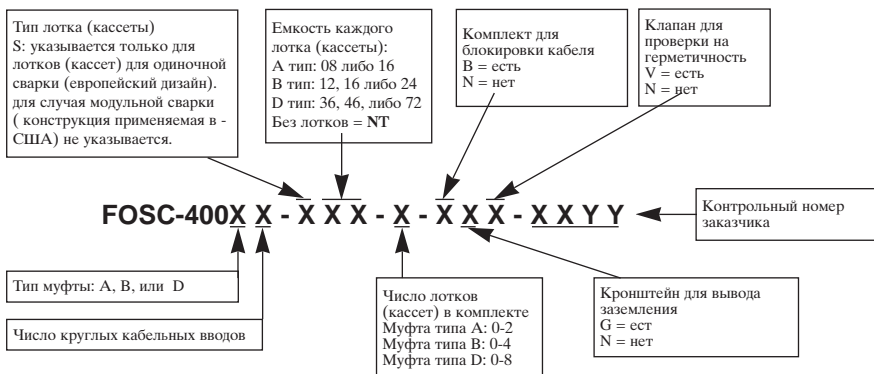 Тип лотка (кассеты)
S: указывается только для
лотков (кассет) для одиночной
сварки (европейский дизайн).
для случая модульной сварки
( конструкция применяемая в -
США) не указывается.
Емкость каждого
лотка (кассеты):
A тип: 08 либо 16
B тип: 12, 16 либо 24
D тип: 36, 46, либо 72
Без лотков = NT
Комплект для
блокировки кабеля
B = есть
N = нет
Клапан для
проверки на
герметичность
V = есть
N = нет
FOSC-400X X - X X X - X - X X X - X X Y Y
Контрольный номер
заказчика
Тип муфты: A, B, или D
Число круглых кабельных вводов
Число лотков
(кассет) в комплекте
Муфта типа A: 0-2
Муфта типа B: 0-4
Муфта типа D: 0-8
Кронштейн для вывода
заземления
G = ест
N = нет